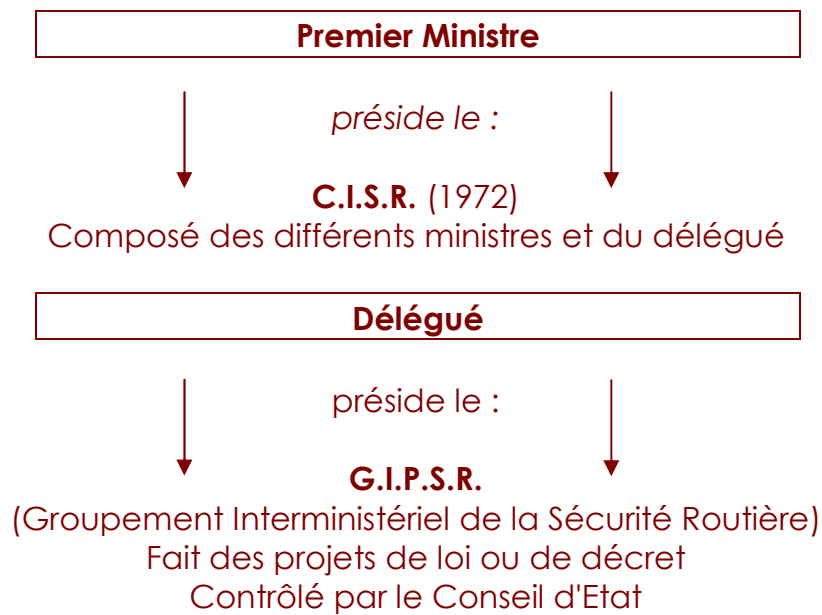 Premier Ministre
préside le :
C.I.S.R. (1972)
Composé des différents ministres et du délégué
Délégué
préside le :
G.I.P.S.R.
(Groupement Interministériel de la Sécurité Routière)
Fait des projets de loi ou de décret
Contrôlé par le Conseil d'Etat